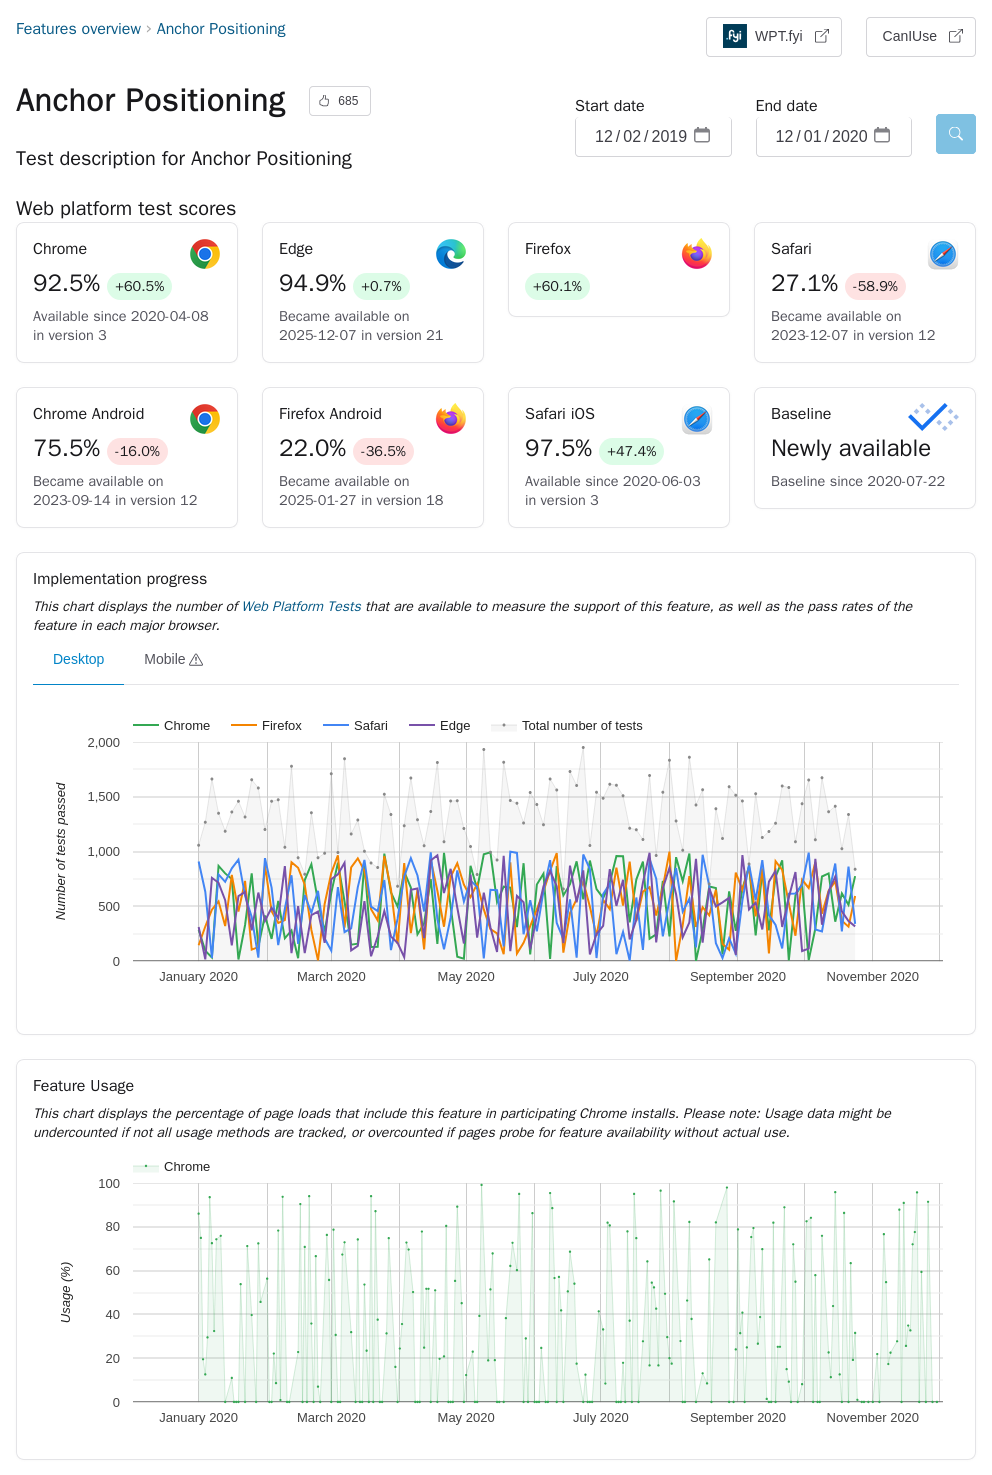 Features overview › Anchor Positioning
.fyi WPT.fyi
CanIUse
Anchor Positioning
685
Start date
12/02/2019
End date
12/01/2020
Test description for Anchor Positioning
Web platform test scores
Chrome
92.5% +60.5%
Available since 2020-04-08
in version 3
Edge
94.9% +0.7%
Became available on
2025-12-07 in version 21
Firefox
+60.1%
Safari
27.1% -58.9%
Became available on
2023-12-07 in version 12
Chrome Android
75.5% -16.0%
Became available on
2023-09-14 in version 12
Firefox Android
22.0% -36.5%
Became available on
2025-01-27 in version 18
Safari iOS
97.5% +47.4%
Available since 2020-06-03
in version 3
Baseline
Newly available
Baseline since 2020-07-22
Implementation progress
This chart displays the number of Web Platform Tests that are available to measure the support of this feature, as well as the pass rates of the
feature in each major browser.
Desktop
Mobile
Chrome Firefox Safari Edge Total number of tests
Number of tests passed
2,000
1,500
1,000
500
0
January 2020 March 2020 May 2020 July 2020 September 2020 November 2020
Feature Usage
This chart displays the percentage of page loads that include this feature in participating Chrome installs. Please note: Usage data might be
undercounted if not all usage methods are tracked, or overcounted if pages probe for feature availability without actual use.
Chrome
Usage (%)
100
80
60
40
20
0
January 2020 March 2020 May 2020 July 2020 September 2020 November 2020